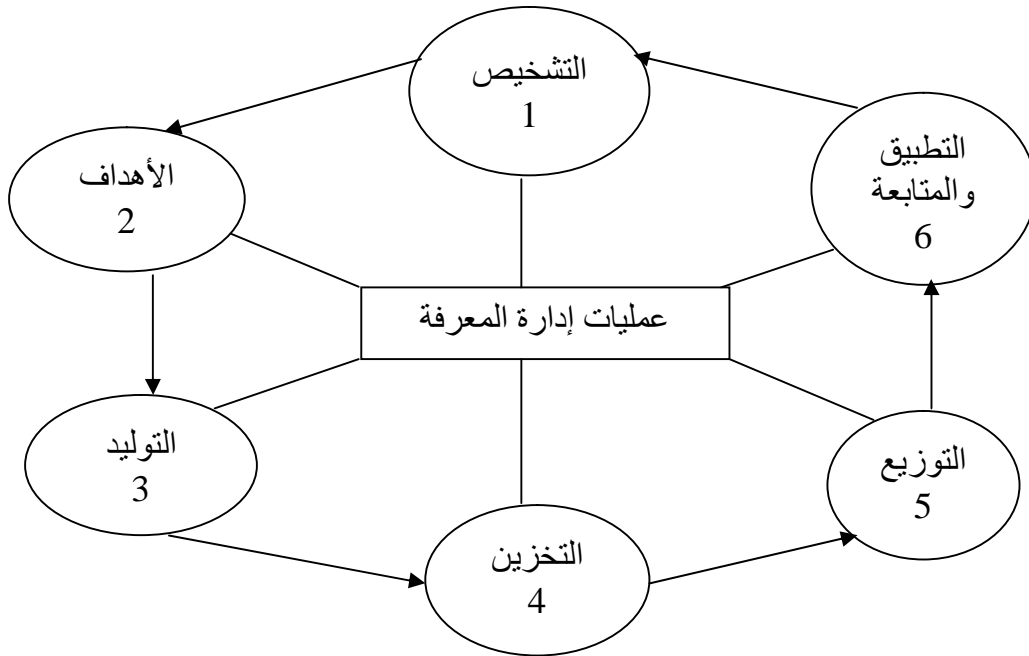 التشخيص
1
الأهداف
2
التوليد
3
التخزين
4
التوزيع
5
التطبيق
والمتابعة
6
عمليات إدارة المعرفة